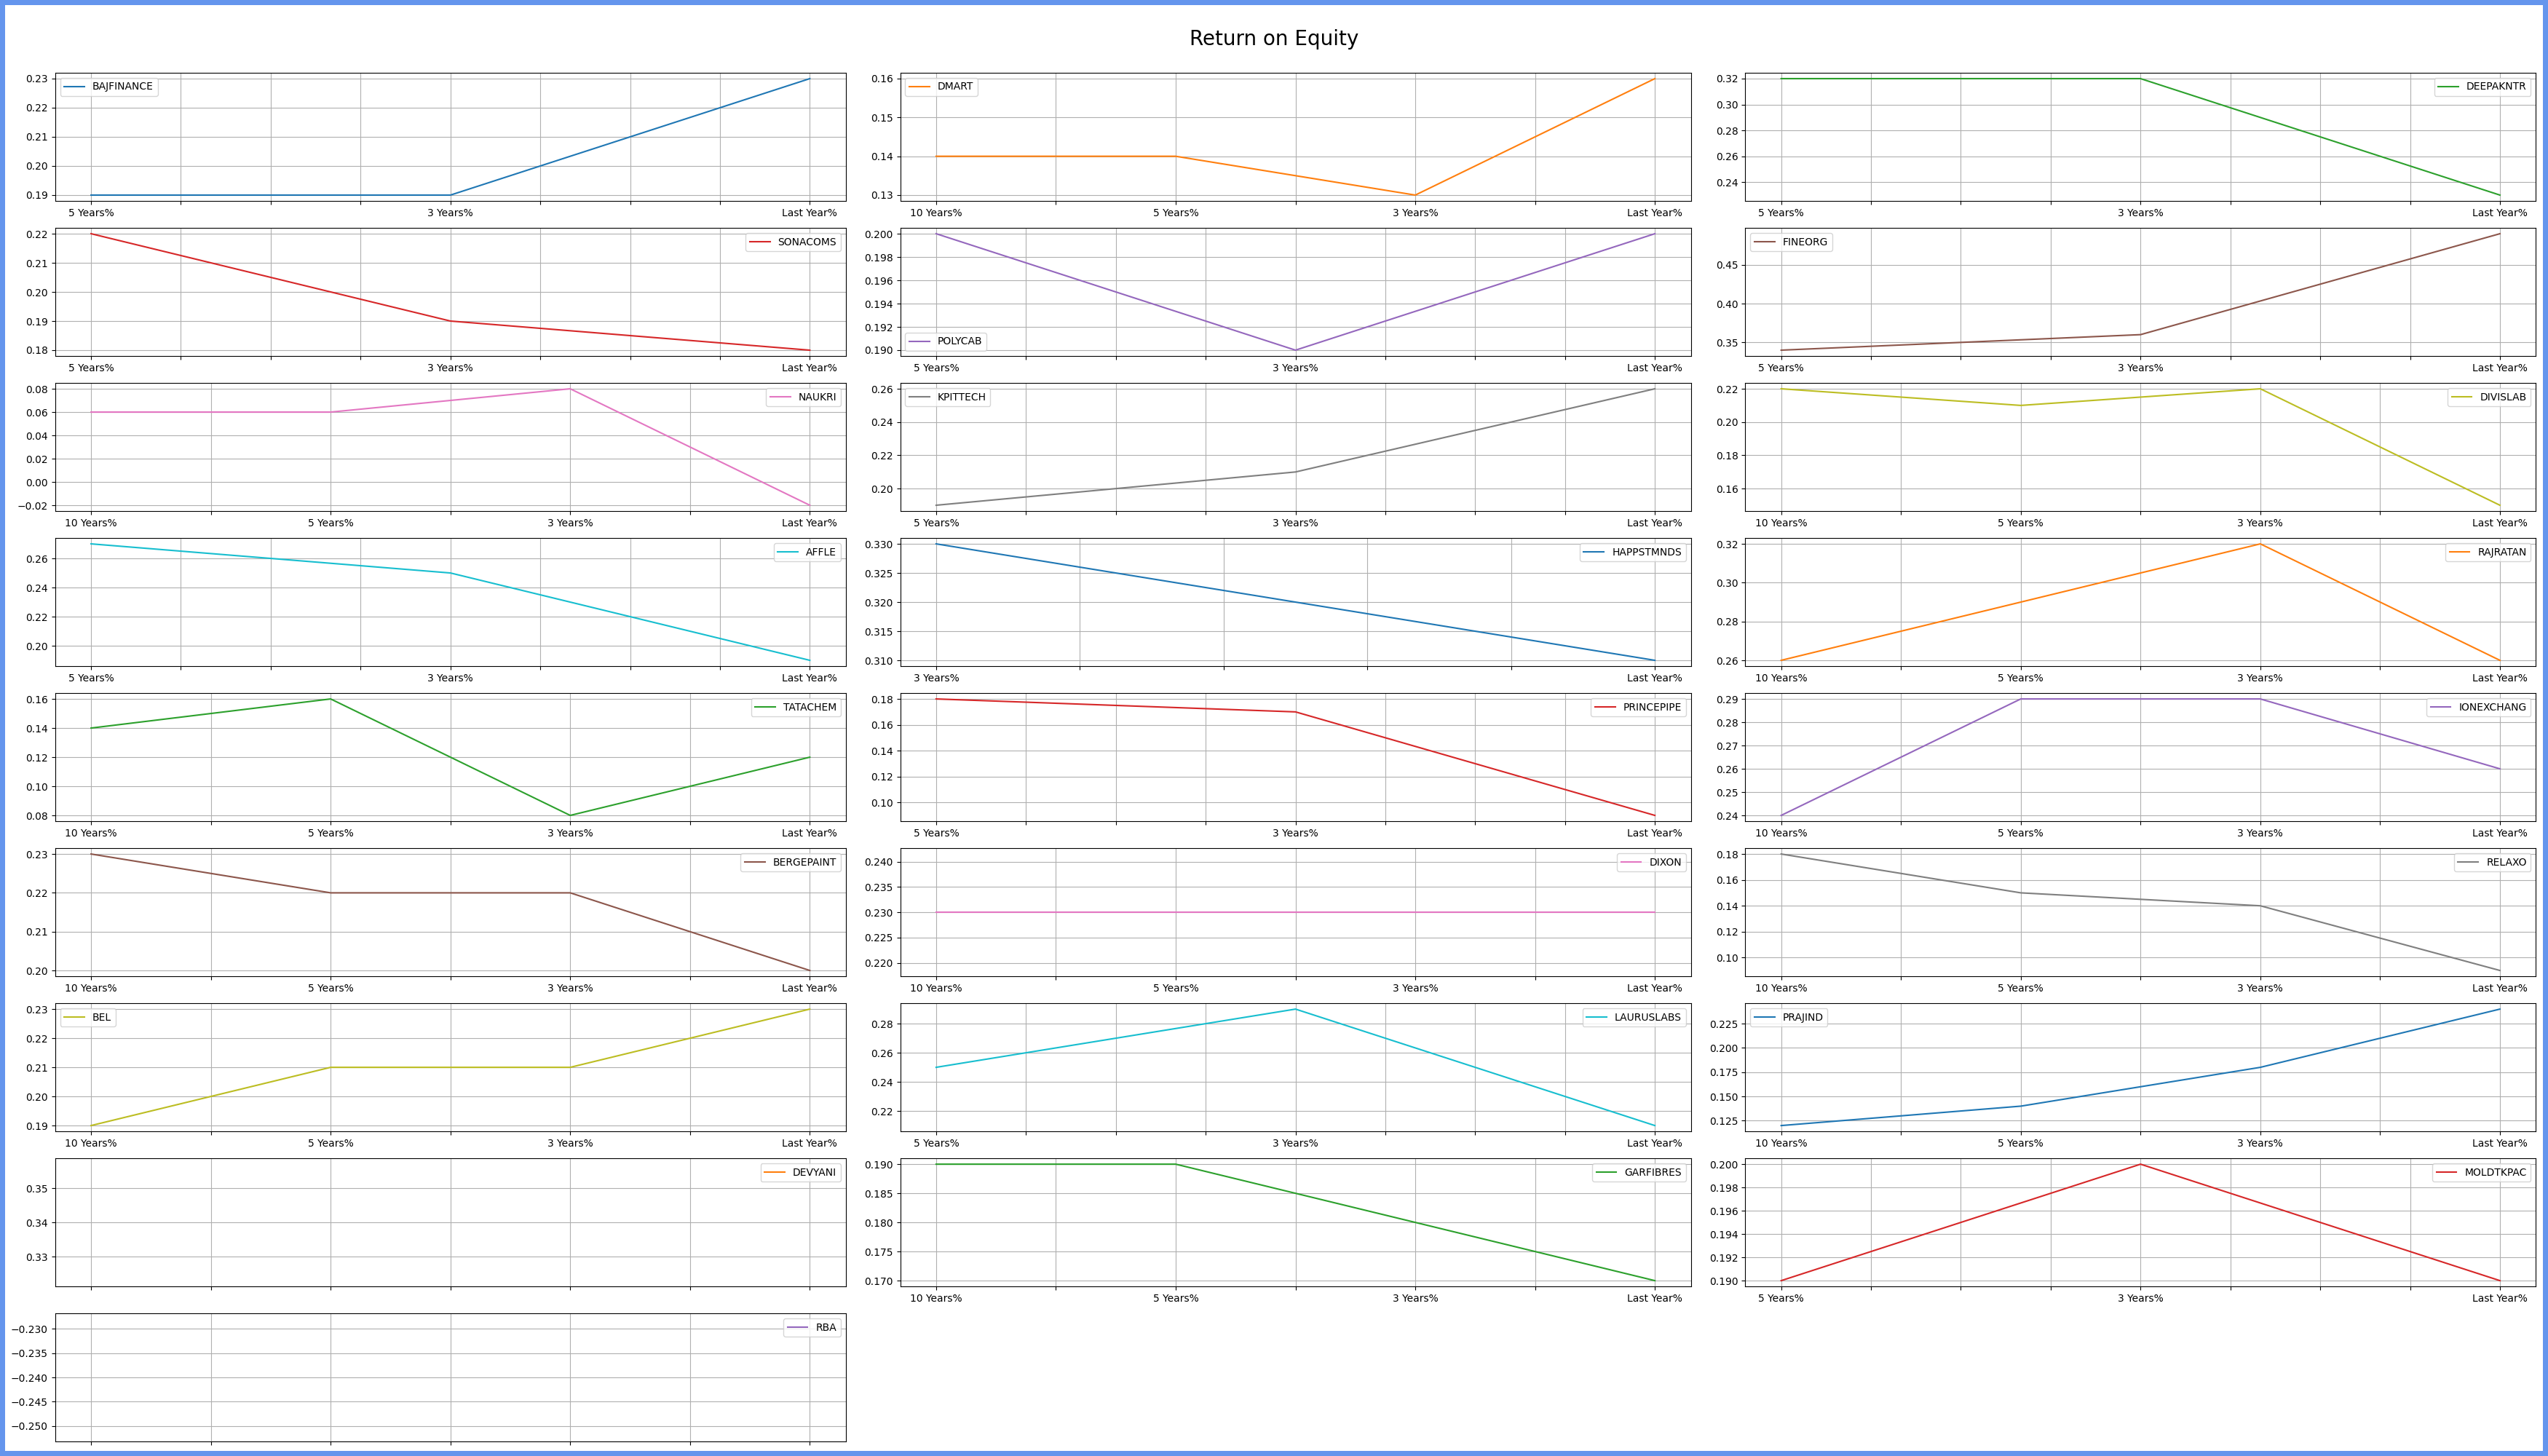 Return on Equity
0.23
0.22
0.21
0.20
0.19
BAJFINANCE
5 Years%
3 Years%
Last Year%
0.16
0.15
0.14
0.13
DMART
10 Years%
5 Years%
3 Years%
Last Year%
0.32
0.30
0.28
0.26
0.24
DEEPAKNTR
5 Years%
3 Years%
Last Year%
0.22
0.21
0.20
0.19
0.18
SONACOMS
5 Years%
3 Years%
Last Year%
0.200
0.198
0.196
0.194
0.192
0.190
POLYCAB
5 Years%
3 Years%
Last Year%
0.45
0.40
0.35
FINEORG
5 Years%
3 Years%
Last Year%
0.08
0.06
0.04
0.02
0.00
−0.02
NAUKRI
10 Years%
5 Years%
3 Years%
Last Year%
0.26
0.24
0.22
0.20
KPITTECH
5 Years%
3 Years%
Last Year%
0.22
0.20
0.18
0.16
DIVISLAB
10 Years%
5 Years%
3 Years%
Last Year%
0.26
0.24
0.22
0.20
AFFLE
5 Years%
3 Years%
Last Year%
0.330
0.325
0.320
0.315
0.310
HAPPSTMNDS
3 Years%
Last Year%
0.32
0.30
0.28
0.26
RAJRATAN
10 Years%
5 Years%
3 Years%
Last Year%
0.16
0.14
0.12
0.10
0.08
TATACHEM
10 Years%
5 Years%
3 Years%
Last Year%
0.18
0.16
0.14
0.12
0.10
PRINCEPIPE
5 Years%
3 Years%
Last Year%
0.29
0.28
0.27
0.26
0.25
0.24
IONEXCHANG
10 Years%
5 Years%
3 Years%
Last Year%
0.23
0.22
0.21
0.20
BERGEPAINT
10 Years%
5 Years%
3 Years%
Last Year%
0.240
0.235
0.230
0.225
0.220
DIXON
10 Years%
5 Years%
3 Years%
Last Year%
0.18
0.16
0.14
0.12
0.10
RELAXO
10 Years%
5 Years%
3 Years%
Last Year%
0.23
0.22
0.21
0.20
0.19
BEL
10 Years%
5 Years%
3 Years%
Last Year%
0.28
0.26
0.24
0.22
LAURUSLABS
5 Years%
3 Years%
Last Year%
0.225
0.200
0.175
0.150
0.125
PRAJIND
10 Years%
5 Years%
3 Years%
Last Year%
0.35
0.34
0.33
DEVYANI
0.190
0.185
0.180
0.175
0.170
GARFIBRES
10 Years%
5 Years%
3 Years%
Last Year%
0.200
0.198
0.196
0.194
0.192
0.190
MOLDTKPAC
5 Years%
3 Years%
Last Year%
−0.230
−0.235
−0.240
−0.245
−0.250
RBA